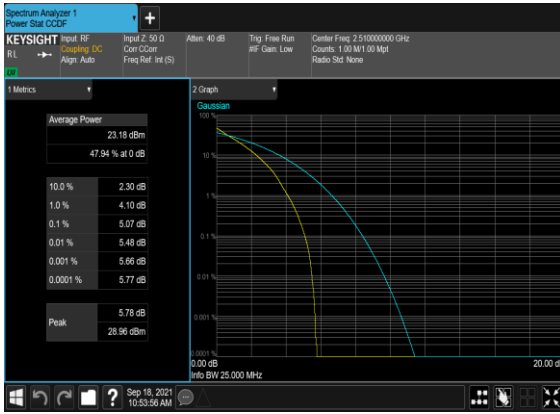 Spectrum Analyzer 1
Power Stat CCDF
KEYSIGHT
RL
LXI
Input: RF
Coupling: DC
Align: Auto
Input Z: 50 Ω
Corr CCorr
Freq Ref: Int (S)
Atten: 40 dB
Trig: Free Run
#IF Gain: Low
Center Freq: 2.510000000 GHz
Counts: 1.00 M/1.00 Mpt
Radio Std: None
1 Metrics
Average Power
23.18 dBm
47.94 % at 0 dB
10.0 % 2.30 dB
1.0 % 4.10 dB
0.1 % 5.07 dB
0.01 % 5.48 dB
0.001 % 5.66 dB
0.0001 % 5.77 dB
Peak
5.78 dB
28.96 dBm
2 Graph
Gaussian
100 %
10 %
1 %
0.1 %
0.01 %
0.001 %
0.0001 %
0.00 dB
20.00 d
Info BW 25.000 MHz
?
Sep 18, 2021
10:53:56 AM